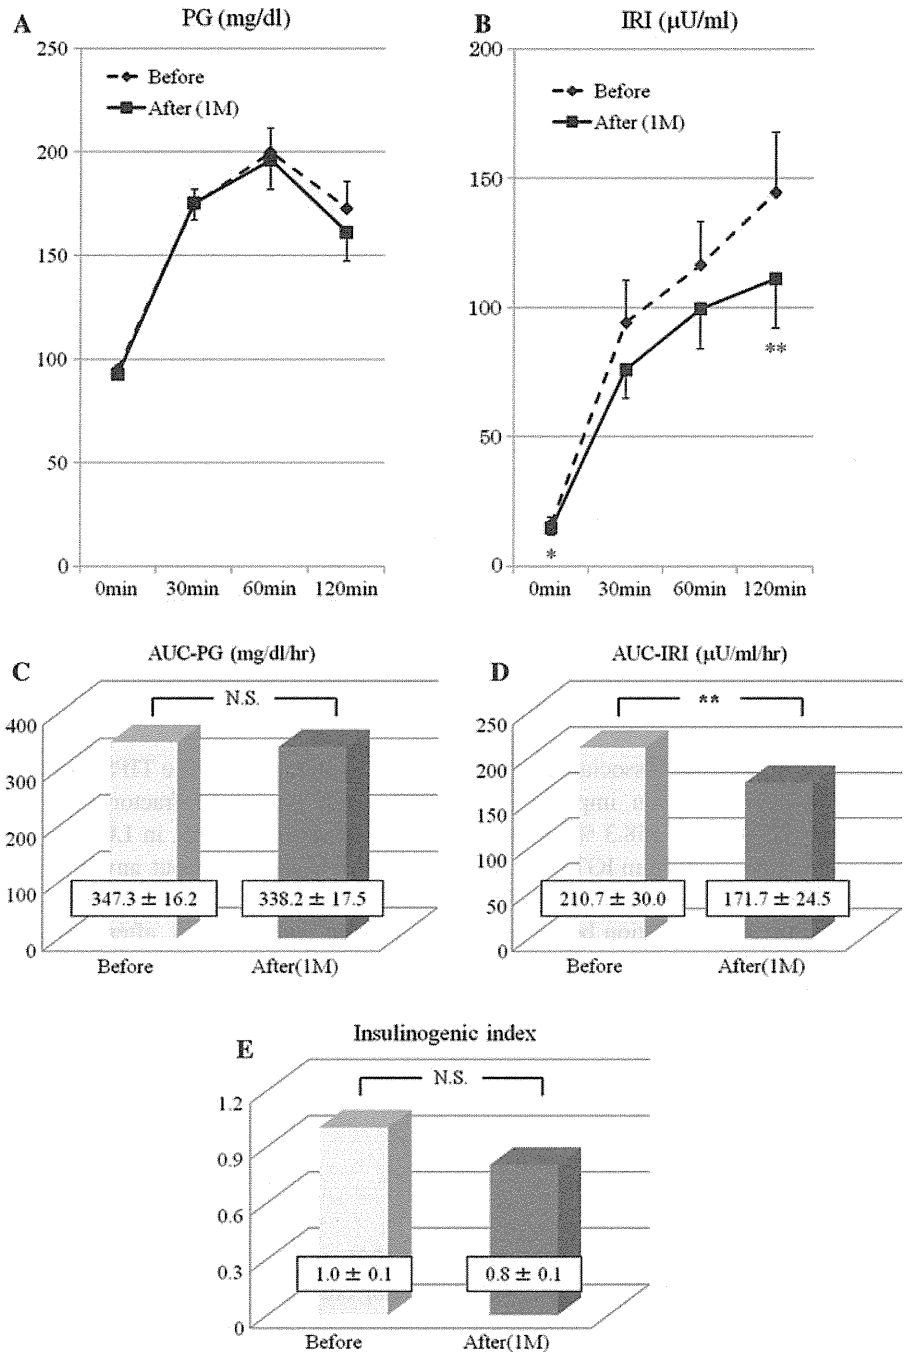 A
PG (mg/dl)
250
200
150
100
50
0
Before
After (1M)
0min 30min 60min 120min
B
IRI (μU/ml)
200
150
100
50
0
Before
After (1M)
*
**
0min 30min 60min 120min
C
AUC-PG (mg/dl/hr)
N.S.
400
300
200
100
0
347.3 ± 16.2
338.2 ± 17.5
Before After(1M)
D
AUC-IRI (μU/ml/hr)
**
250
200
150
100
50
0
210.7 ± 30.0
171.7 ± 24.5
Before After(1M)
E
Insulinogenic index
N.S.
1.2
0.9
0.6
0.3
0
1.0 ± 0.1
0.8 ± 0.1
Before After(1M)